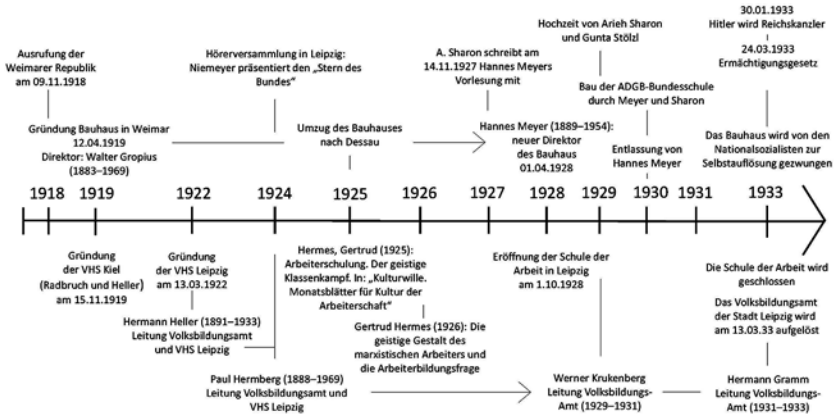 30.01.1933
Hitler wird Reichskanzler
24.03.1933
Ermächtigungsgesetz
Hochzeit von Arieh Sharon
und Gunta Stölzl
Ausrufung der
Weimarer Republik
am 09.11.1918
Hörerversammlung in Leipzig:
Niemeyer präsentiert den „Stern des
Bundes“
A. Sharon schreibt am
14.11.1927 Hannes Meyers
Vorlesung mit
Bau der ADGB-Bundesschule
durch Meyer und Sharon
Gründung Bauhaus in Weimar
12.04.1919
Direktor: Walter Gropius
(1883–1969)
Umzug des Bauhauses
nach Dessau
Hannes Meyer (1889–1954):
neuer Direktor
des Bauhaus
01.04.1928
Entlassung von
Hannes Meyer
Das Bauhaus wird von den
Nationalsozialisten zur
Selbstauflösung gezwungen
1918 1919 1922 1924 1925 1926 1927 1928 1929 1930 1931 1933
Gründung
der VHS Kiel
(Radbruch und Heller)
am 15.11.1919
Gründung
der VHS Leipzig
am 13.03.1922
Hermes, Gertrud (1925):
Arbeiterschulung. Der geistige
Klassenkampf. In: „Kulturwille.
Monatsblätter für Kultur der
Arbeiterschaft“
Eröffnung der Schule der
Arbeit in Leipzig
am 1.10.1928
Die Schule der Arbeit wird
geschlossen
Das Volksbildungsamt
der Stadt Leipzig wird
am 13.03.33 aufgelöst
Hermann Heller (1891–1933)
Leitung Volksbildungsamt
und VHS Leipzig
Gertrud Hermes (1926): Die
geistige Gestalt des
marxistischen Arbeiters und
die Arbeiterbildungsfrage
Paul Hermberg (1888–1969)
Leitung Volksbildungsamt und
VHS Leipzig
Werner Krukenberg
Leitung Volksbildungs-
Amt (1929–1931)
Hermann Gramm
Leitung Volksbildungs-
Amt (1931–1933)